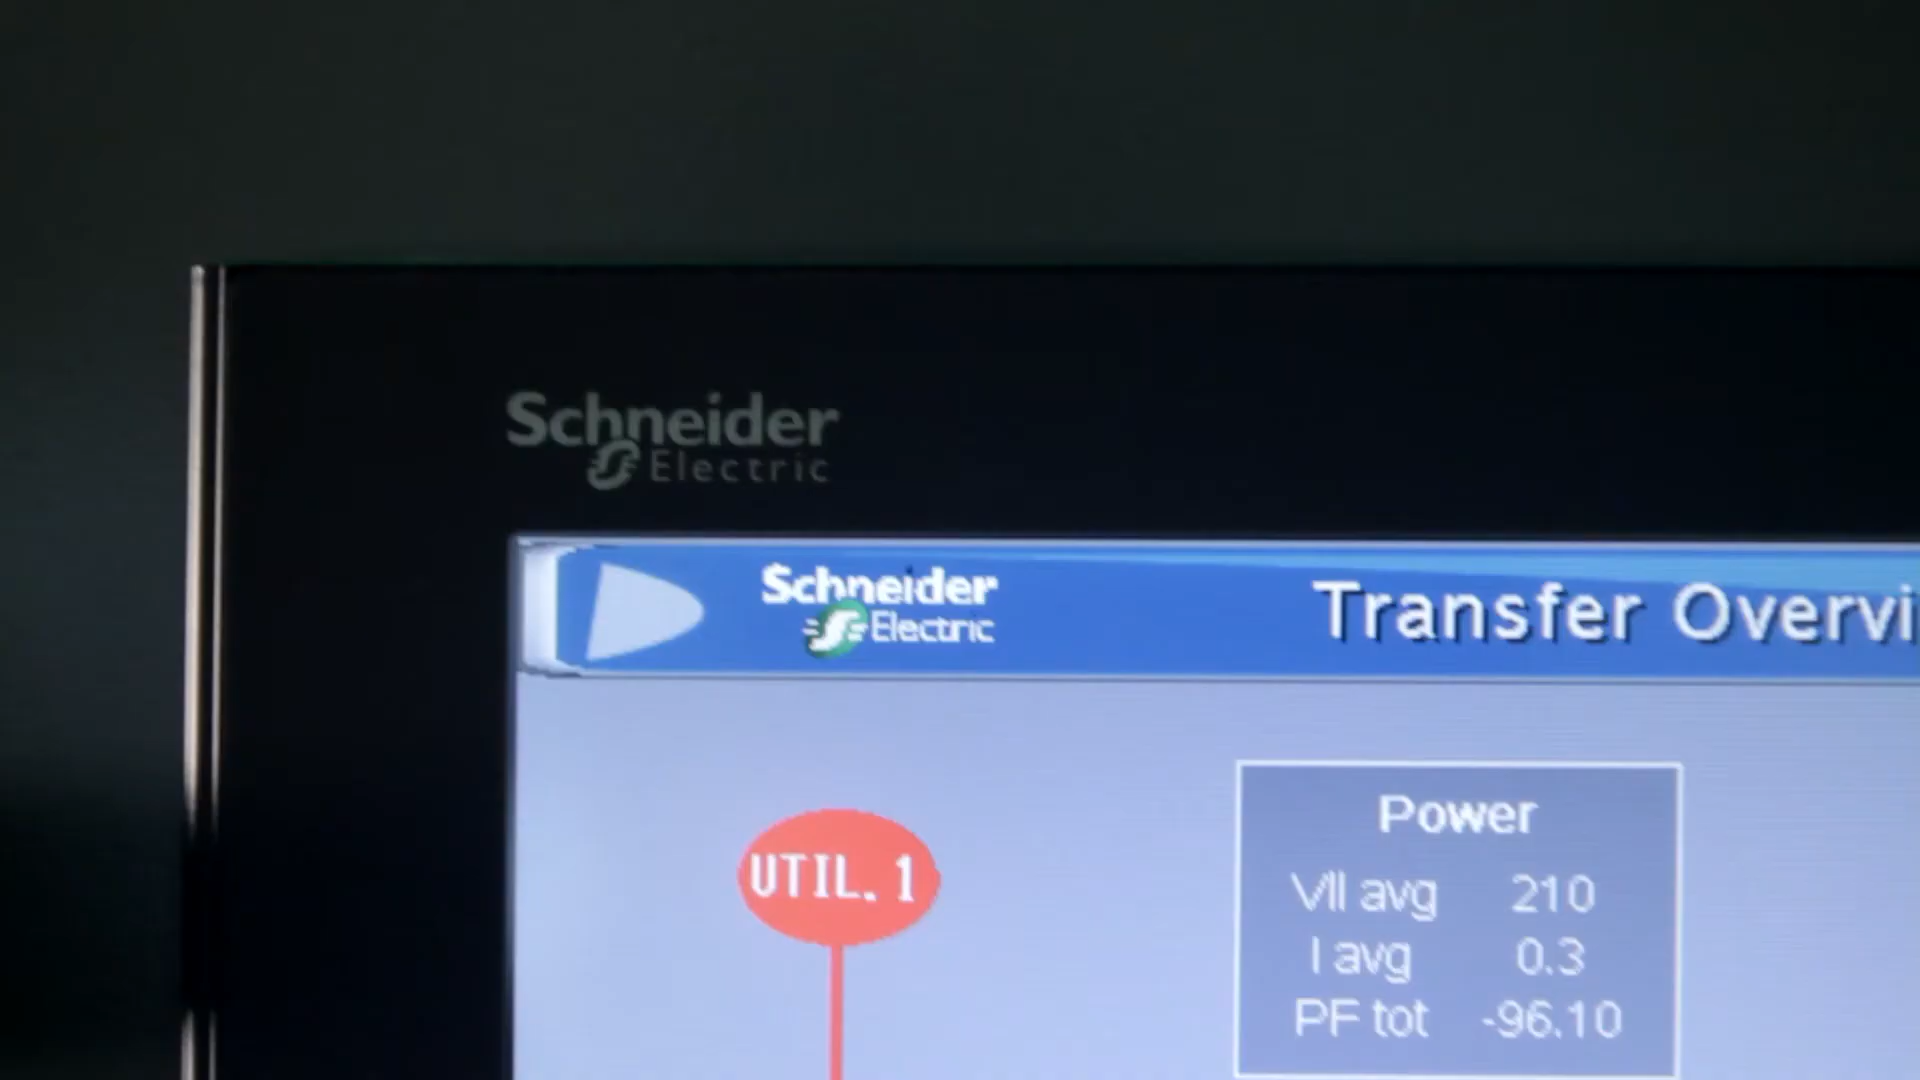 Schneider
Electric
Schneider
Electric
Transfer Overvi
UTIL. 1
Power
Vll avg 210
I avg 0.3
PF tot -96.10